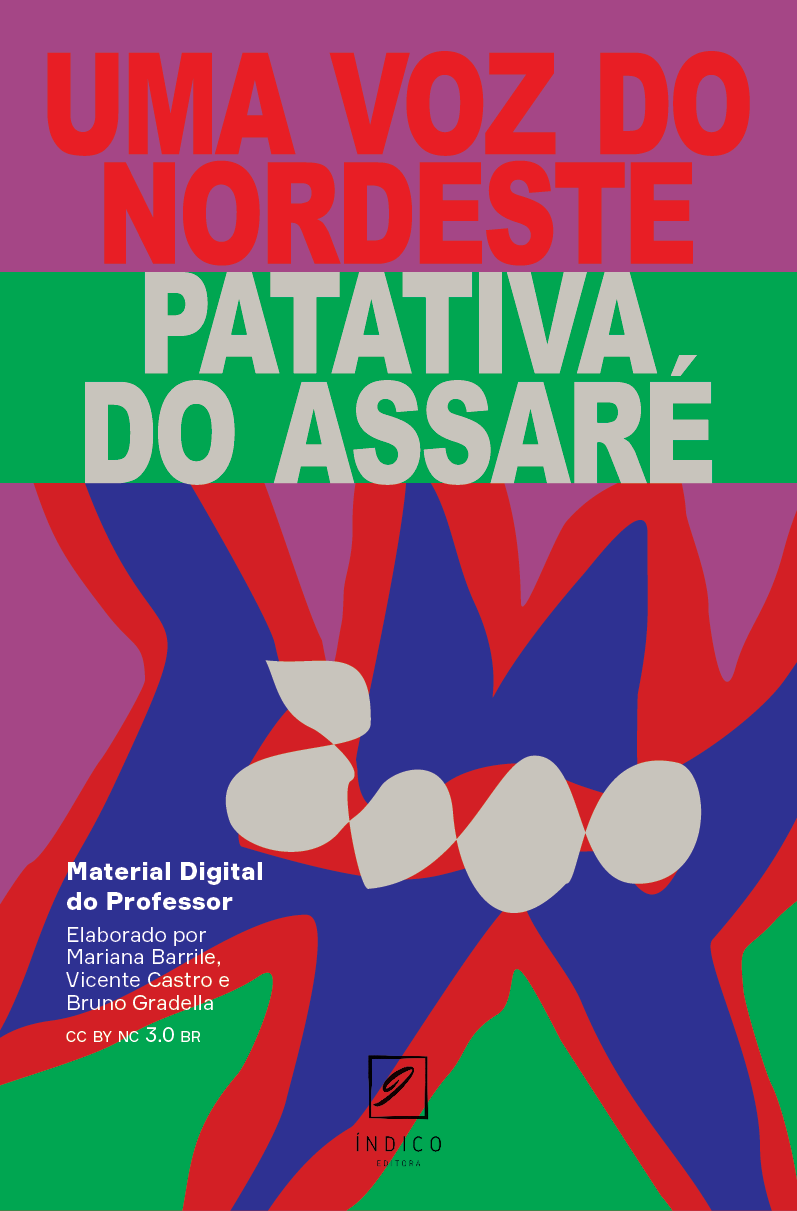 UMA VOZ DO
NORDESTE
PATATIVA
DO ASSARÉ
Material Digital
do Professor
Elaborado por
Mariana Barrile,
Vicente Castro e
Bruno Gradella
CC BY NC 3.0 BR
ÍNDICO
EDITORA